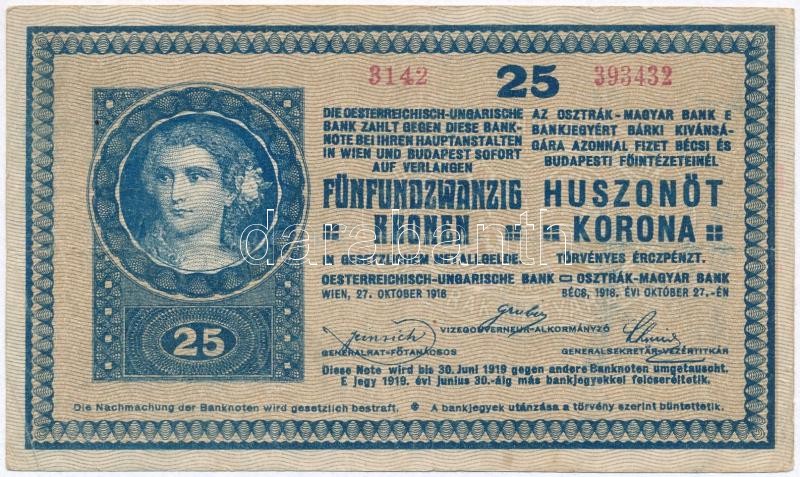 3142 25 393432
DIE OESTERREICHISCH-UNGARISCHE
BANK ZAHLT GEGEN DIESE BANK-
NOTE BEI IHREN HAUPTANSTALTEN
IN WIEN UND BUDAPEST SOFORT
AUF VERLANGEN
FÜNFUNDZWANZIG
KRONEN
IN GESETZLICHEM METALLGELDE.
AZ OSZTRÁK-MAGYAR BANK E
BANKJEGYÉRT BÁRKI KIVÁNSÁ-
GÁRA AZONNAL FIZET BÉCSI ÉS
BUDAPESTI FŐINTÉZETEINÉL
HUSZONÖT
KORONA
TÖRVÉNYES ÉRCZPÉNZT.
darabanth
OESTERREICHISCH-UNGARISCHE BANK OSZTRÁK-MAGYAR BANK
WIEN, 27. OKTOBER 1918 BÉCS, 1918. ÉVI OKTOBER 27.-ÉN
Gruber
VIZEGOUVERNEUR-ALKORMÁNYZÓ
GENERALRAT-FŐTANÁCSOS GENERALSEKRETÄR-VEZÉRTITKÁR
25
Diese Note wird bis 30. Juni 1919 gegen andere Banknoten umgetauscht.
E jegy 1919. évi junius 30.-áig más bankjegyekkel felcseréltetik.
Die Nachmachung der Banknoten wird gesetzlich bestraft. A bankjegyek utánzása a törvény szerint büntettetik.